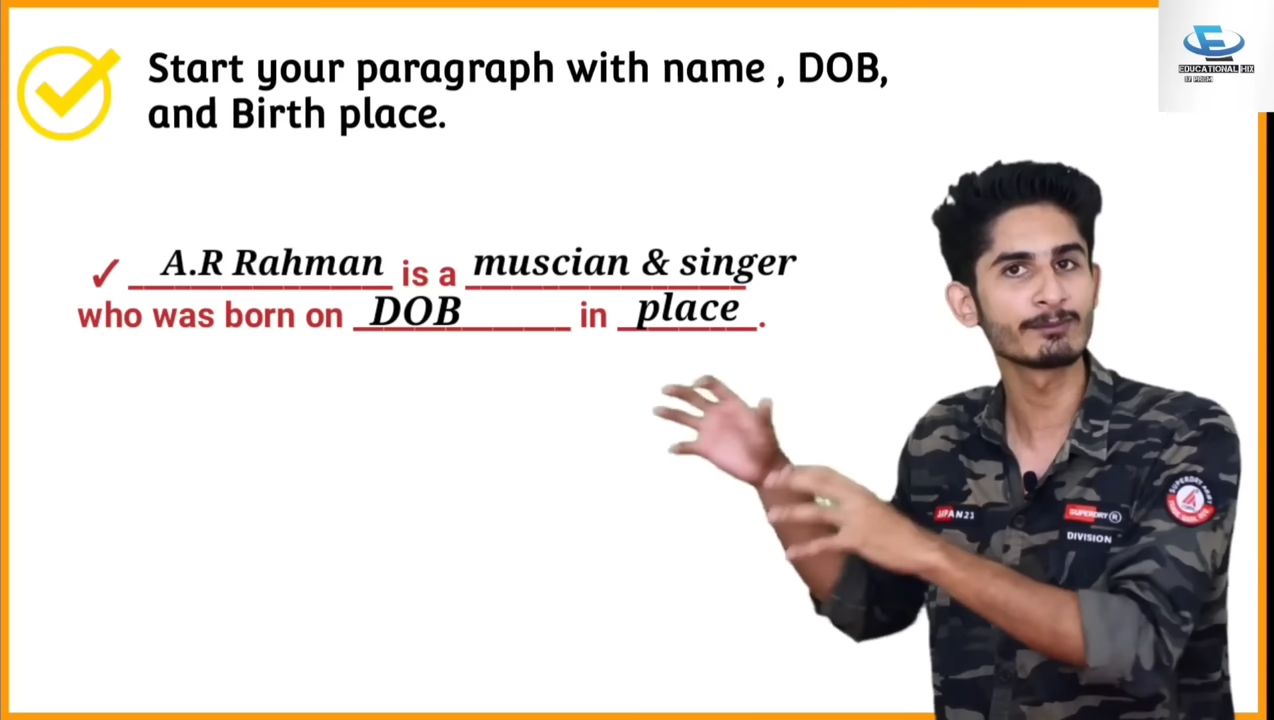 Start your paragraph with name , DOB,
and Birth place.
EDUCATIONAL HIX
✓ A.R Rahman is a muscian & singer
who was born on DOB in place.
JAPAN23
SUPERDRY®
DIVISION